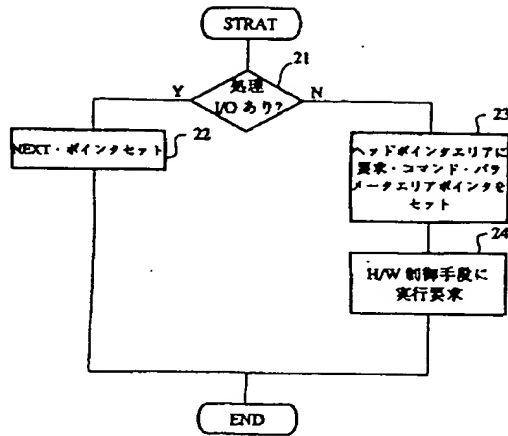 STRAT
21
処理
I/O あり?
Y
N
22
NEXT・ポインタセット
23
ヘッドポインタエリアに
要求・コマンド・パラ
メータエリアポインタを
セット
24
H/W 制御手段に
実行要求
END